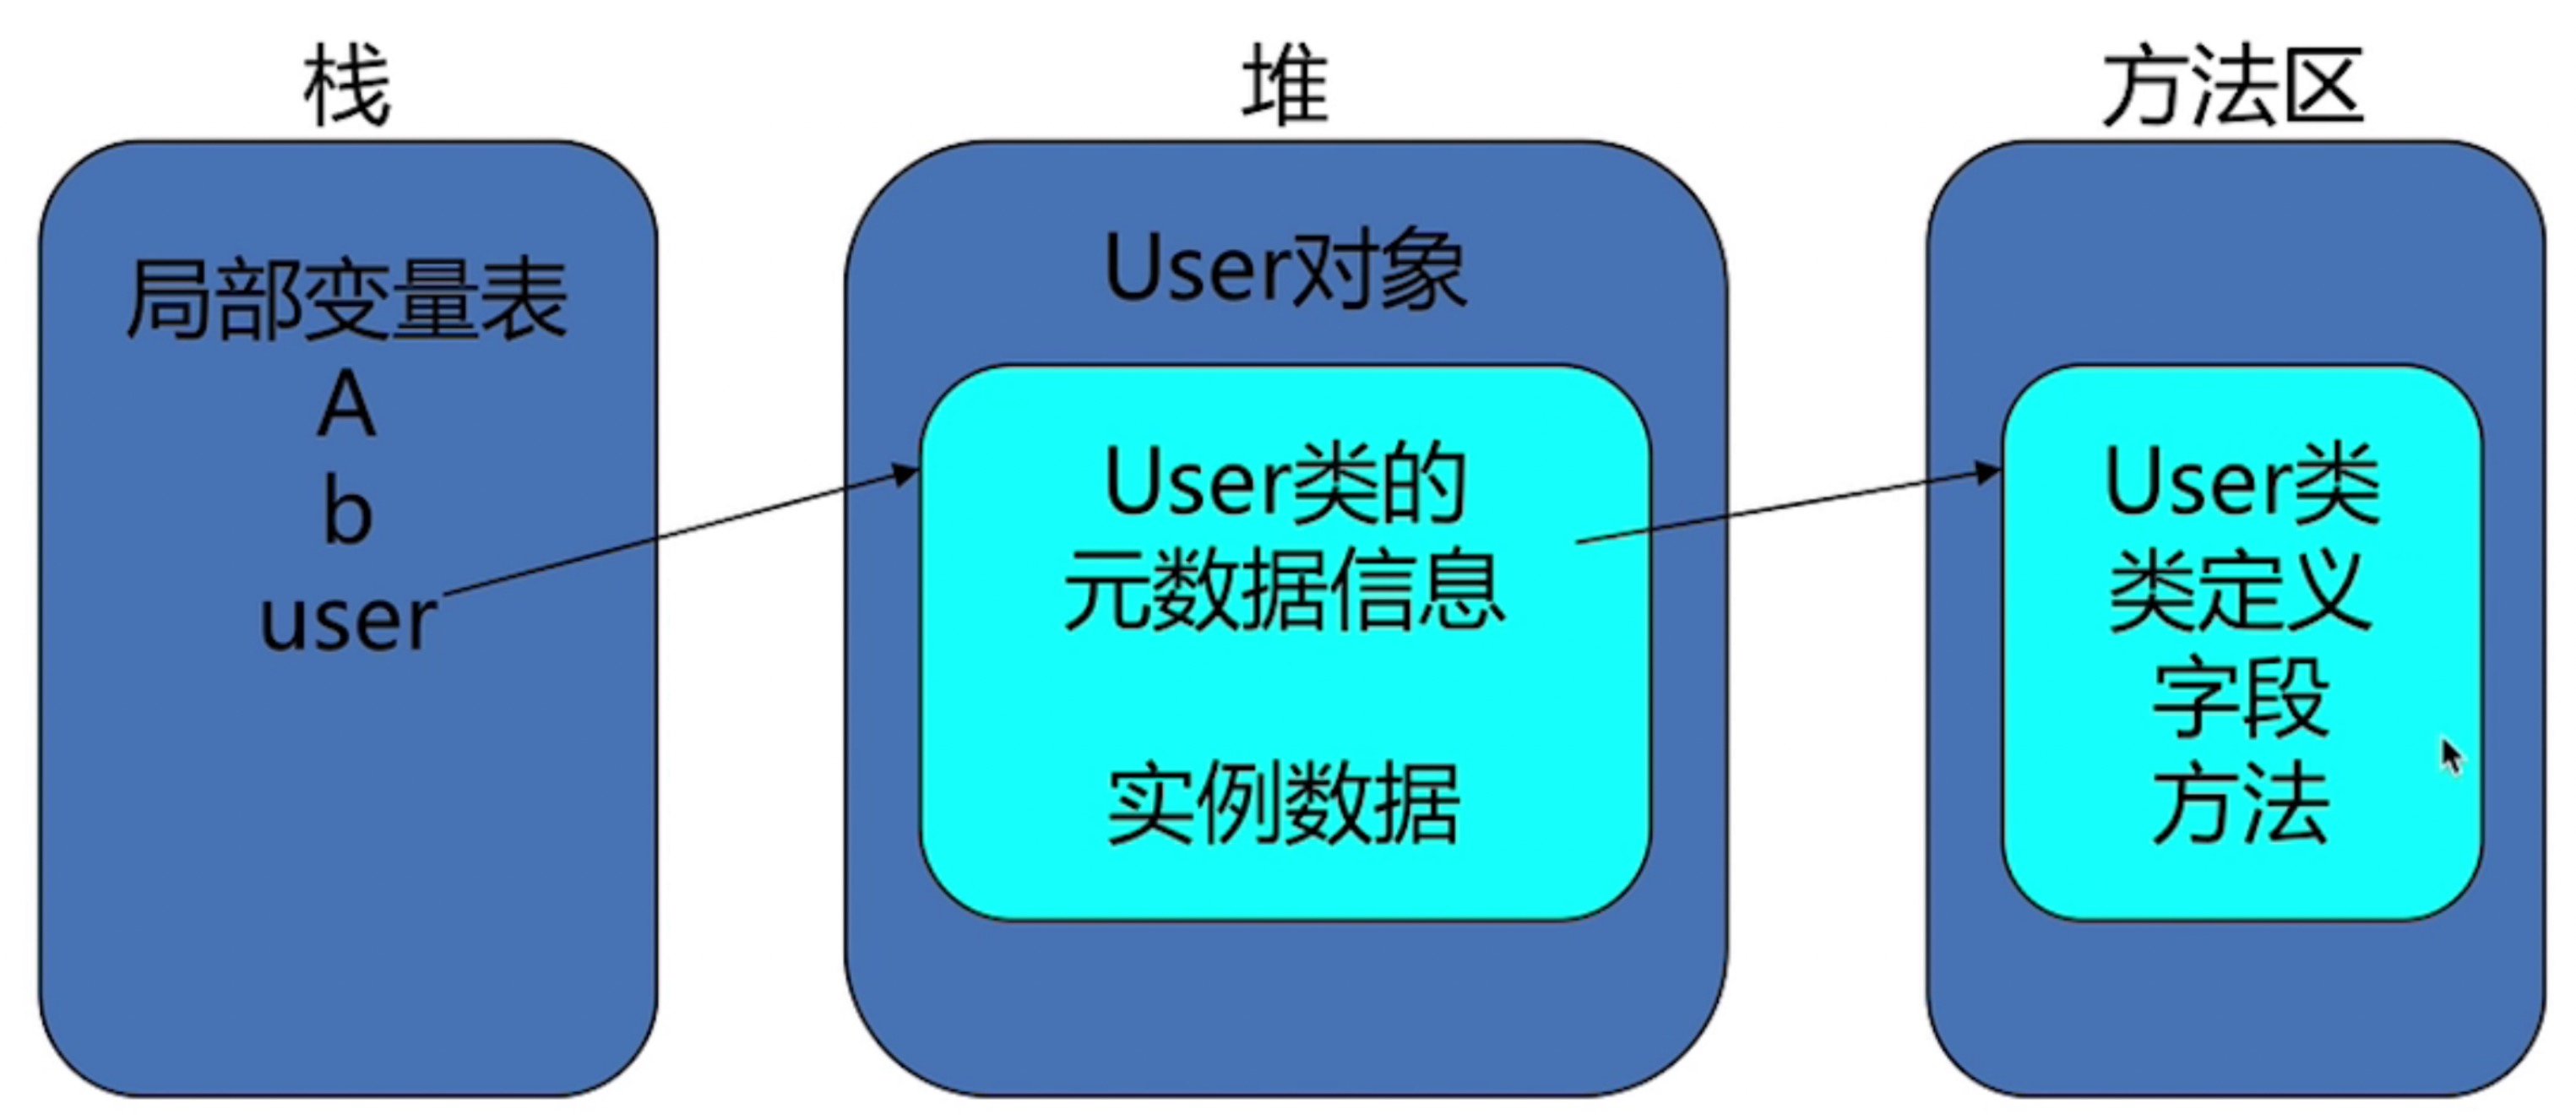 栈
局部变量表
A
b
user
堆
User对象
User类的
元数据信息
实例数据
方法区
User类
类定义
字段
方法